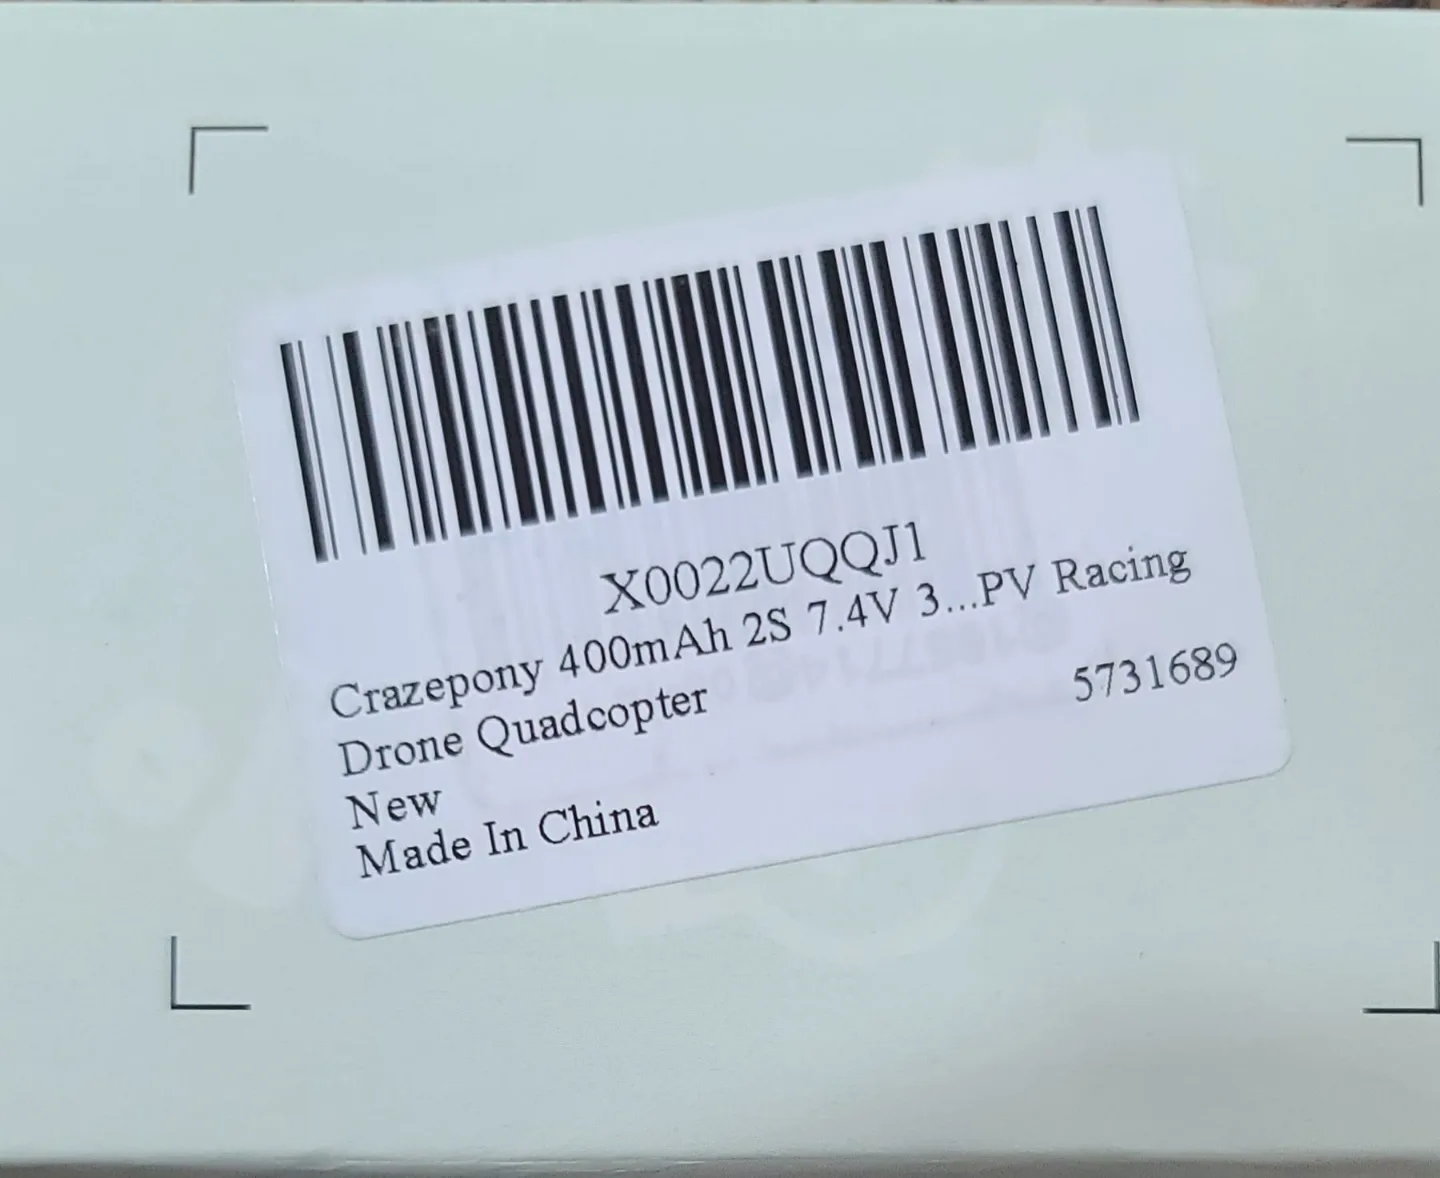 X0022UQQJ1
Crazepony 400mAh 2S 7.4V 3...PV Racing
Drone Quadcopter
5731689
New
Made In China